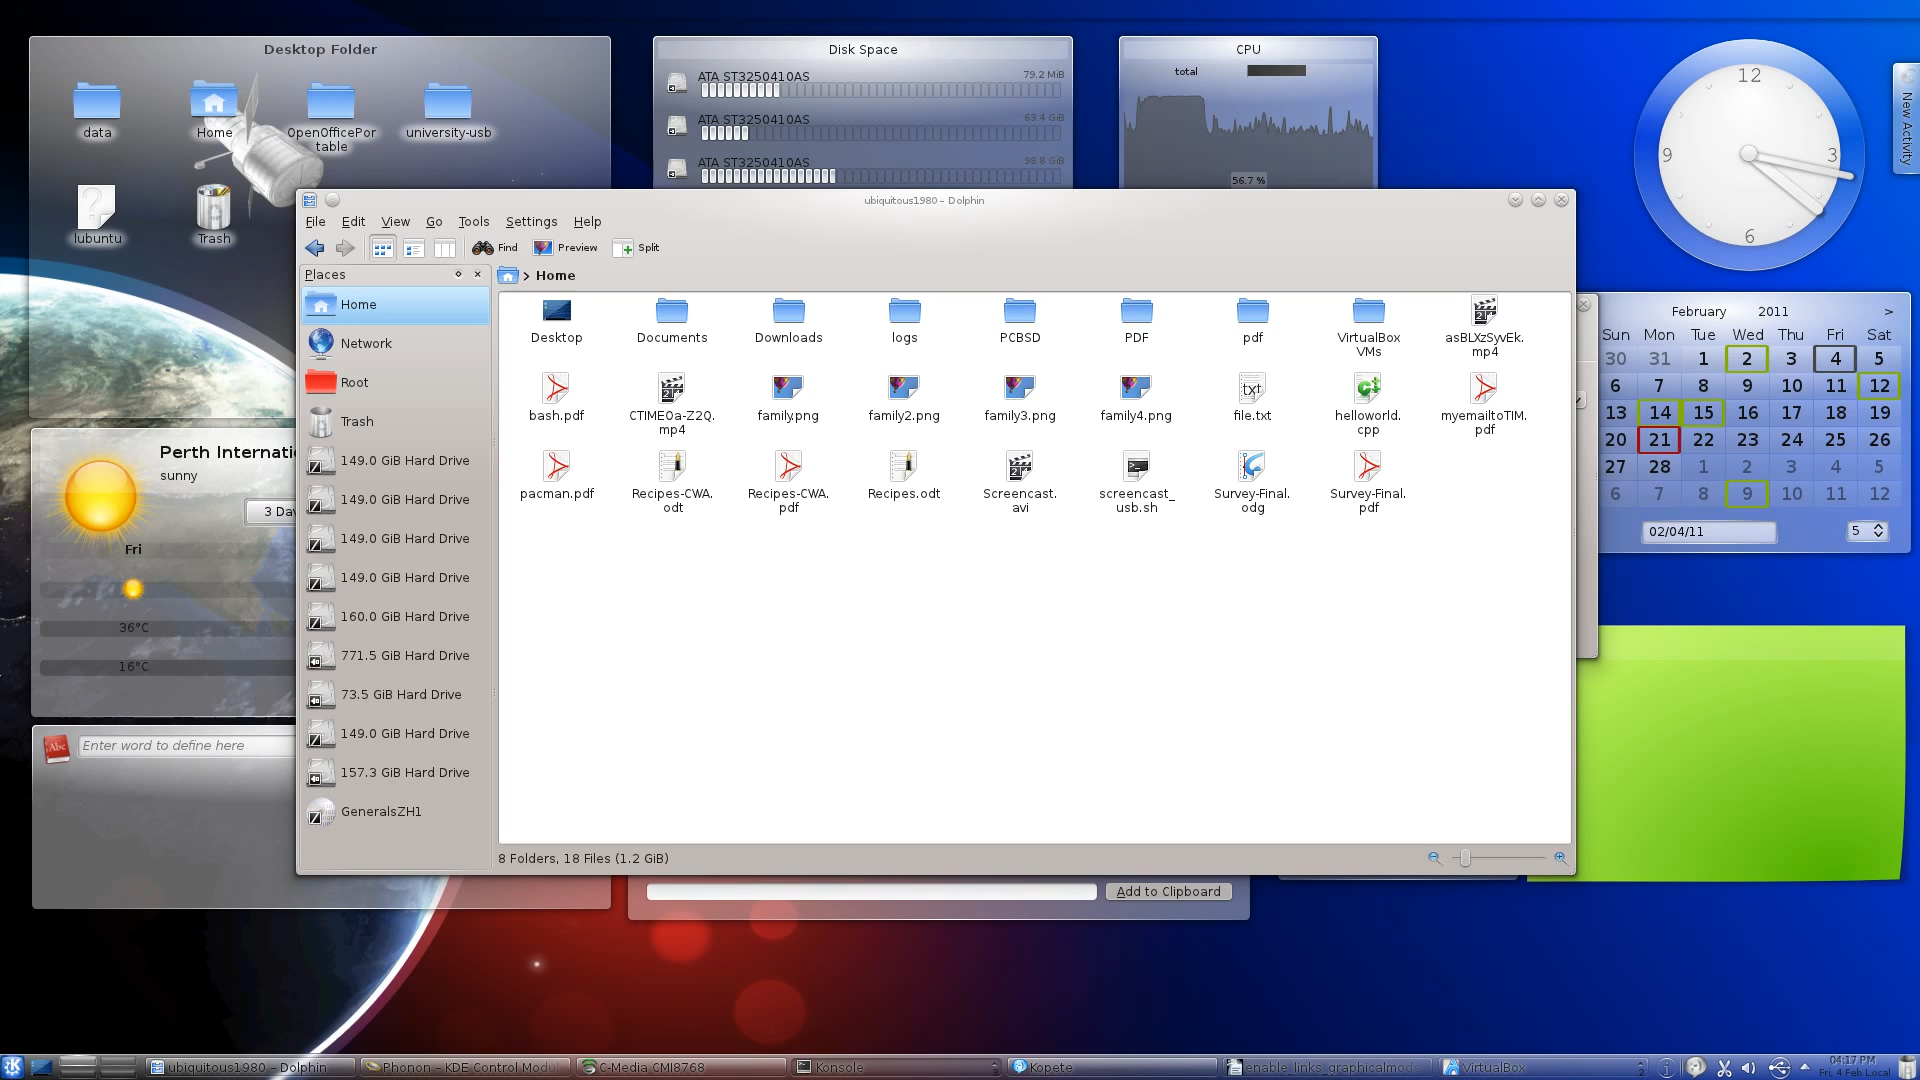 Desktop Folder
data
Home
OpenOfficePor
table
university-usb
lubuntu
Trash
Disk Space
ATA ST3250410AS
79.2 MiB
ATA ST3250410AS
63.4 GiB
ATA ST3250410AS
98.8 GiB
CPU
total
56.7 %
12
3
6
9
New Activity
ubiquitous1980 – Dolphin
File Edit View Go Tools Settings Help
Find Preview Split
Places
Home
Network
Root
Trash
149.0 GiB Hard Drive
149.0 GiB Hard Drive
149.0 GiB Hard Drive
149.0 GiB Hard Drive
160.0 GiB Hard Drive
771.5 GiB Hard Drive
73.5 GiB Hard Drive
149.0 GiB Hard Drive
157.3 GiB Hard Drive
GeneralsZH1
> Home
Desktop
Documents
Downloads
logs
PCBSD
PDF
pdf
VirtualBox
VMs
asBLXzSyvEk.
mp4
bash.pdf
CTIMEOa-Z2Q.
mp4
family.png
family2.png
family3.png
family4.png
file.txt
helloworld.
cpp
myemailtoTIM.
pdf
pacman.pdf
Recipes-CWA.
odt
Recipes-CWA.
pdf
Recipes.odt
Screencast.
avi
screencast_
usb.sh
Survey-Final.
odg
Survey-Final.
pdf
8 Folders, 18 Files (1.2 GiB)
Perth Internati
sunny
3 Da
Fri
36°C
16°C
Abc
Enter word to define here
February 2011 >
Sun Mon Tue Wed Thu Fri Sat
30 31 1 2 3 4 5
6 7 8 9 10 11 12
13 14 15 16 17 18 19
20 21 22 23 24 25 26
27 28 1 2 3 4 5
6 7 8 9 10 11 12
02/04/11
5
Add to Clipboard
ubiquitous1980 – Dolphin
Phonon – KDE Control Modul
C-Media CMI8768
Konsole
Kopete
enable_links_graphicalmod
VirtualBox
2
04:17 PM
Fri, 4 Feb Local